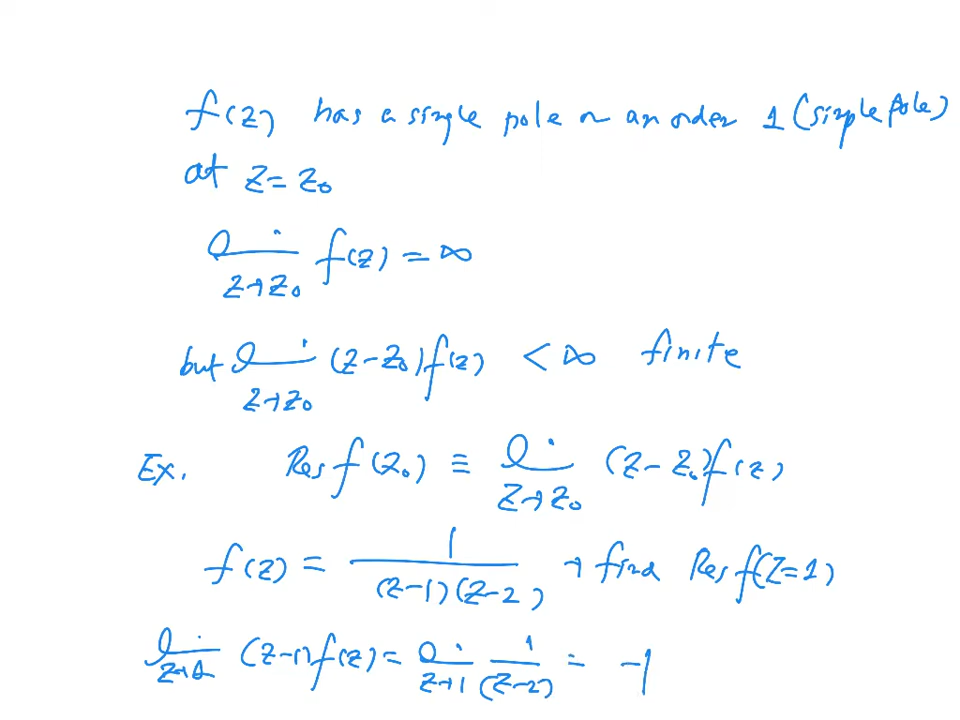 f(z) has a single pole or an order 1 (simple pole)
at z = z₀
lim z→z₀ f(z) = ∞
but lim z→z₀ (z-z₀)f(z) < ∞ finite
Ex. Res f(z₀) ≡ lim z→z₀ (z-z₀)f(z)
f(z) = 1/((z-1)(z-2)) → find Res f(z=1)
lim z→1 (z-1)f(z) = lim z→1 1/(z-2) = -1